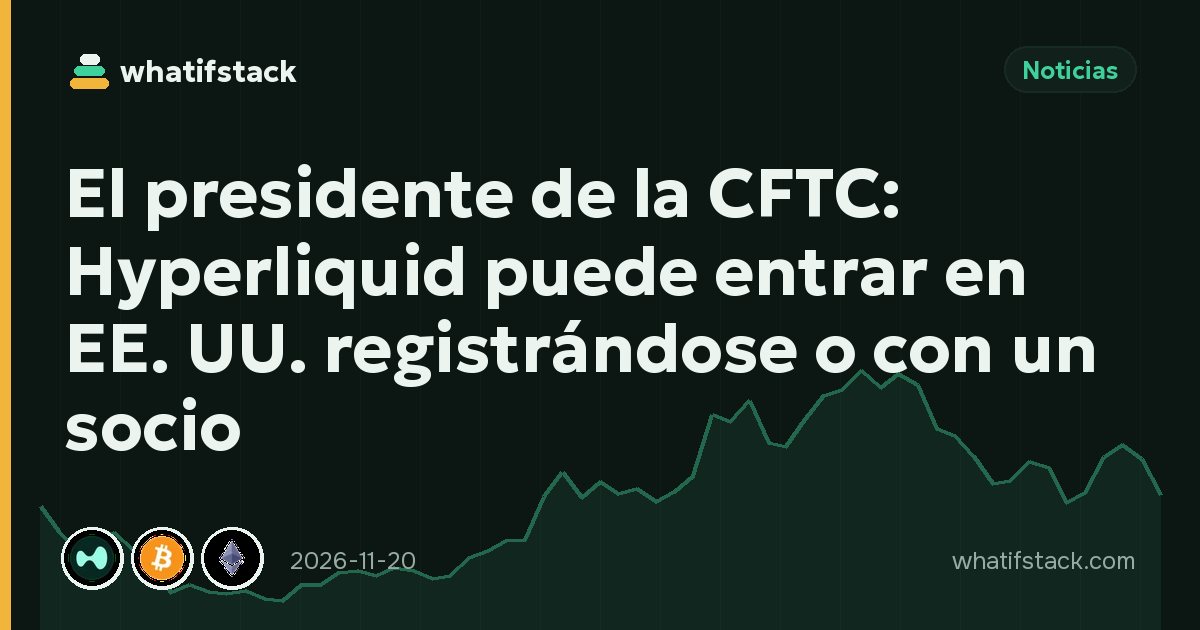 whatifstack
Noticias
El presidente de la CFTC:
Hyperliquid puede entrar en
EE. UU. registrándose o con un
socio
2026-11-20
whatifstack.com